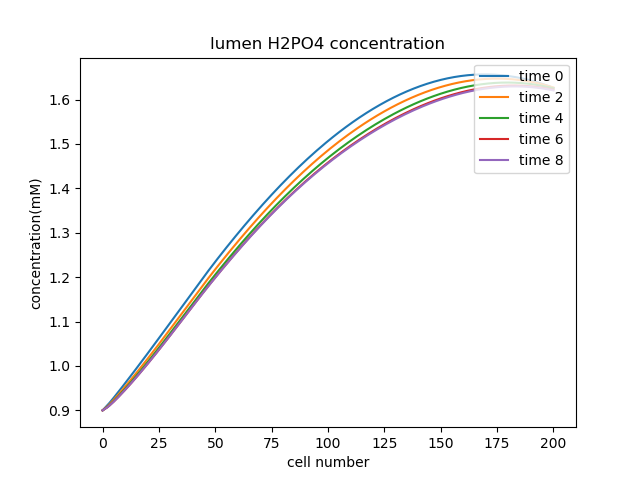 lumen H2PO4 concentration
time 0
time 2
time 4
time 6
time 8
concentration(mM)
1.6
1.5
1.4
1.3
1.2
1.1
1.0
0.9
0 25 50 75 100 125 150 175 200
cell number